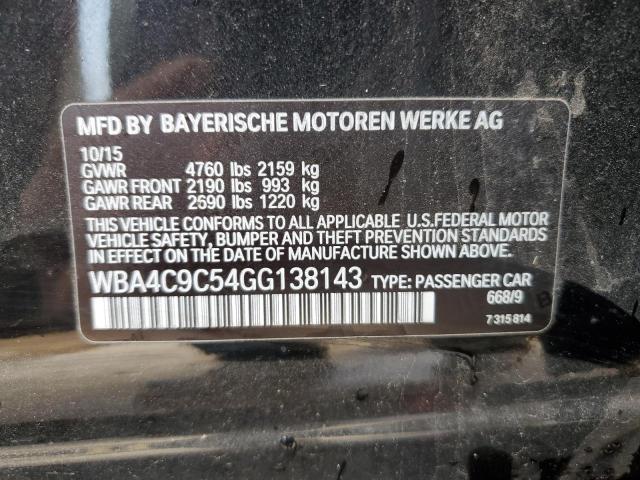 MFD BY BAYERISCHE MOTOREN WERKE AG
10/15
GVWR 4760 lbs 2159 kg
GAWR FRONT 2190 lbs 993 kg
GAWR REAR 2590 lbs 1220 kg
THIS VEHICLE CONFORMS TO ALL APPLICABLE U.S.FEDERAL MOTOR
VEHICLE SAFETY, BUMPER AND THEFT PREVENTION STANDARDS
IN EFFECT ON THE DATE OF MANUFACTURE SHOWN ABOVE.
WBA4C9C54GG138143 TYPE: PASSENGER CAR
668/9
7 315 814